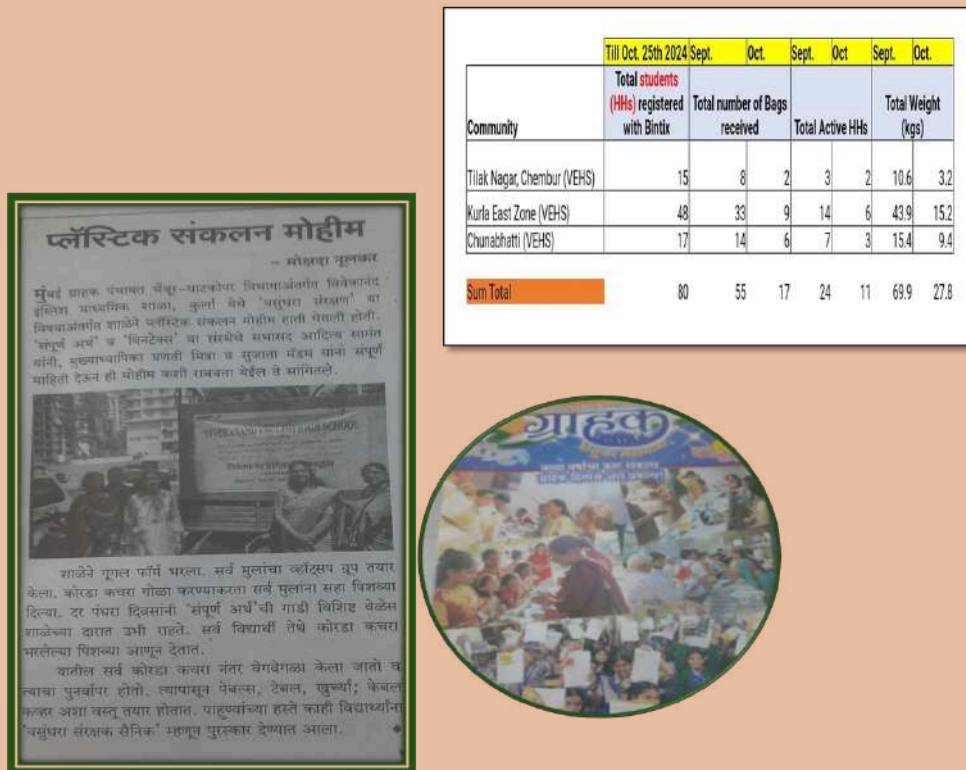 Till Oct. 25th 2024 Sept. Oct. Sept. Oct Sept. Oct.
Community Total students (HHs) registered with Bintix Total number of Bags received Total Active HHs Total Weight (kgs)
Tilak Nagar, Chembur (VEHS) 15 8 2 3 2 10.6 3.2
Kurla East Zone (VEHS) 48 33 9 14 6 43.9 15.2
Chunabhatti (VEHS) 17 14 6 7 3 15.4 9.4
Sum Total 80 55 17 24 11 69.9 27.8
प्लॅस्टिक संकलन मोहीम
- मोक्षदा नूलकर
मुंबई ग्राहक पंचायत चेंबूर-घाटकोपर विभागाअंतर्गत विवेकानंद
इंग्लिश माध्यमिक शाळा, कुर्ला येथे 'वसुंधरा संरक्षण' या
विषयाअंतर्गत शाळेने प्लॅस्टिक संकलन मोहीम हाती घेतली होती.
'संपूर्ण अर्थ' व 'बिनटेक्स' या संस्थेचे सभासद आदित्य सामंत
यांनी, मुख्याध्यापिका प्रणती मित्रा व सुजाता मॅडम यांना संपूर्ण
माहिती देऊन ही मोहीम कशी राबवता येईल ते सांगितले.
VIVEKANAND ENGLISH HIGH SCHOOL
शाळेने गूगल फॉर्म भरला. सर्व मुलांचा व्हॉट्सप ग्रूप तयार
केला. कोरडा कचरा गोळा करण्याकरता सर्व मुलांना सहा पिशव्या
दिल्या. दर पंधरा दिवसांनी 'संपूर्ण अर्थ'ची गाडी विशिष्ट वेळेस
शाळेच्या दारात उभी राहते. सर्व विद्यार्थी तेथे कोरडा कचरा
भरलेल्या पिशव्या आणून देतात.
यातील सर्व कोरडा कचरा नंतर वेगवेगळा केला जातो व
त्याचा पुनर्वापर होतो. त्यापासून पेबल्स, टेबल, खुर्च्या; केबल
कव्हर अशा वस्तू तयार होतात. पाहुण्यांच्या हस्ते काही विद्यार्थ्यांना
'वसुंधरा संरक्षक सैनिक' म्हणून पुरस्कार देण्यात आला.
ग्राहक